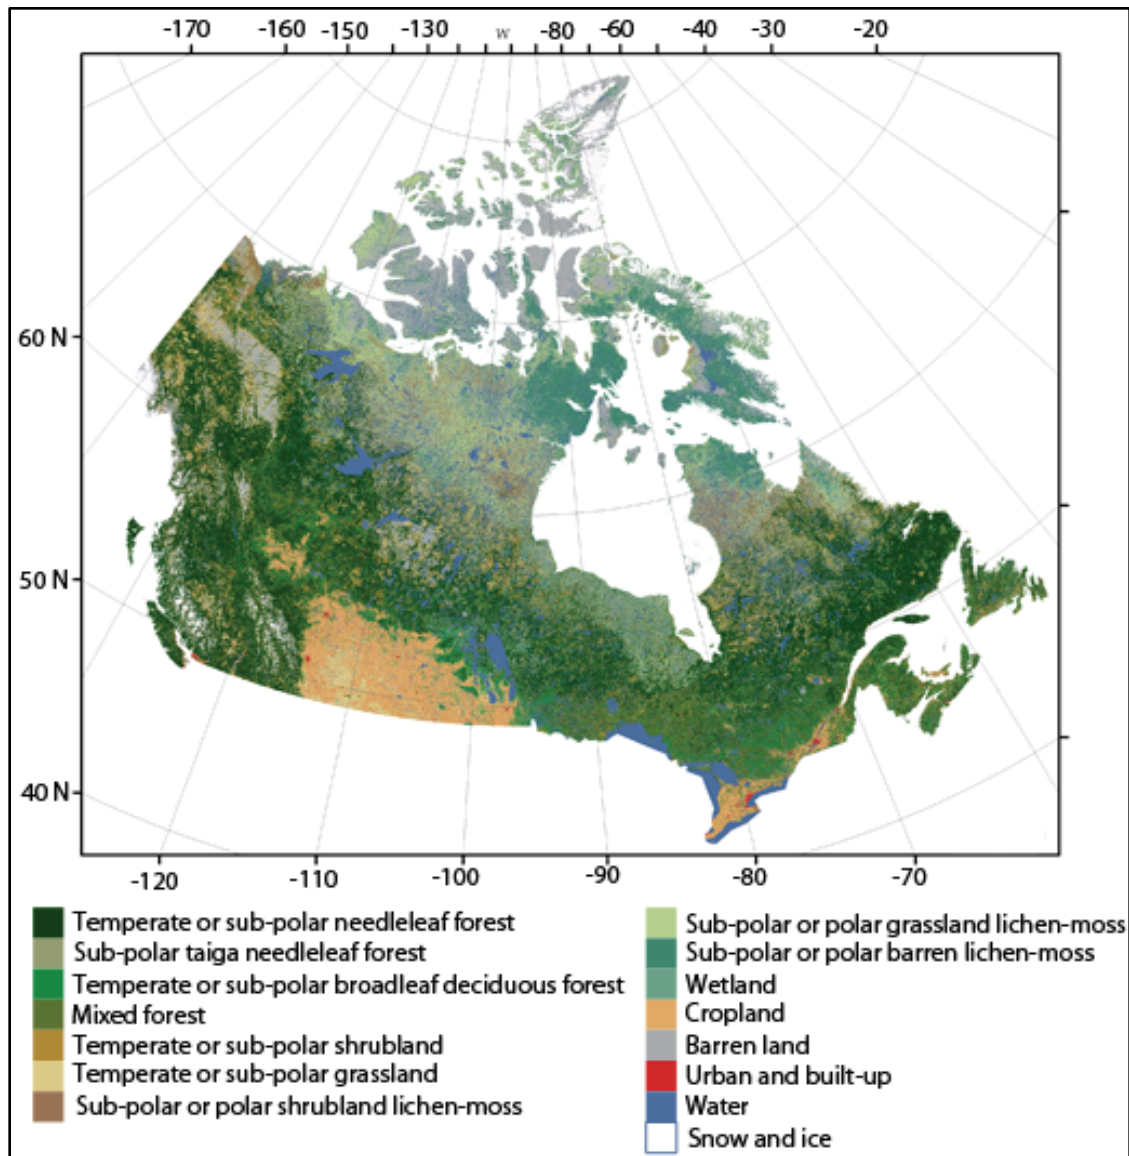 -170 -160 -150 -130 W -80 -60 -40 -30 -20
60 N
50 N
40 N
-120 -110 -100 -90 -80 -70
Temperate or sub-polar needleleaf forest
Sub-polar taiga needleleaf forest
Temperate or sub-polar broadleaf deciduous forest
Mixed forest
Temperate or sub-polar shrubland
Temperate or sub-polar grassland
Sub-polar or polar shrubland lichen-moss
Sub-polar or polar grassland lichen-moss
Sub-polar or polar barren lichen-moss
Wetland
Cropland
Barren land
Urban and built-up
Water
Snow and ice